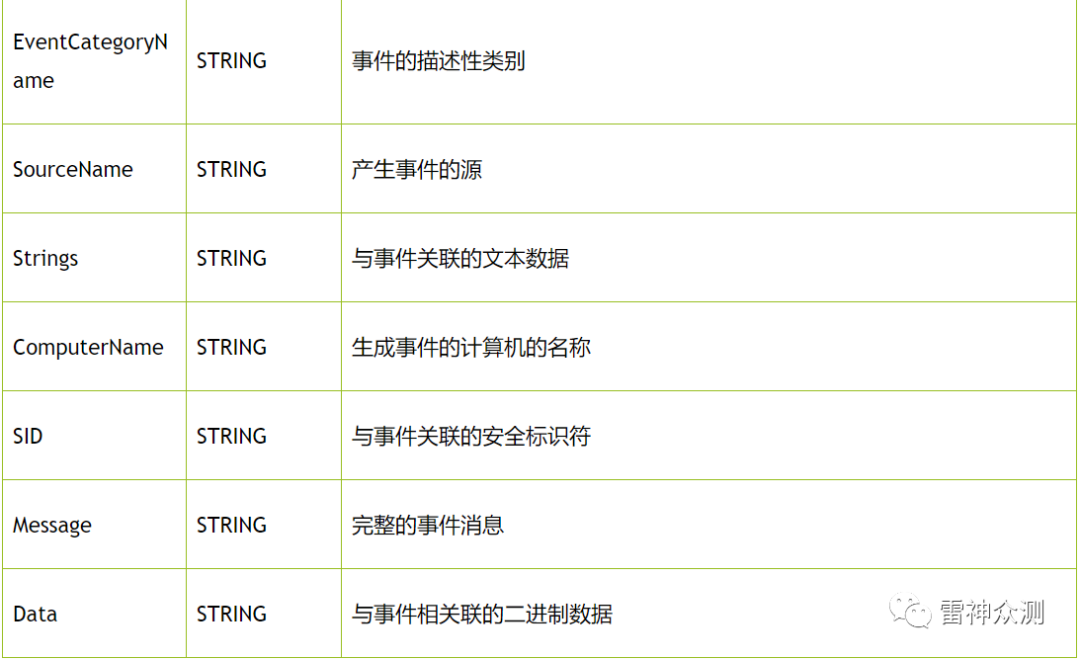 EventCategoryN
ame
STRING
事件的描述性类别
SourceName
STRING
产生事件的源
Strings
STRING
与事件关联的文本数据
ComputerName
STRING
生成事件的计算机的名称
SID
STRING
与事件关联的安全标识符
Message
STRING
完整的事件消息
Data
STRING
与事件相关联的二进制数据
雷神众测